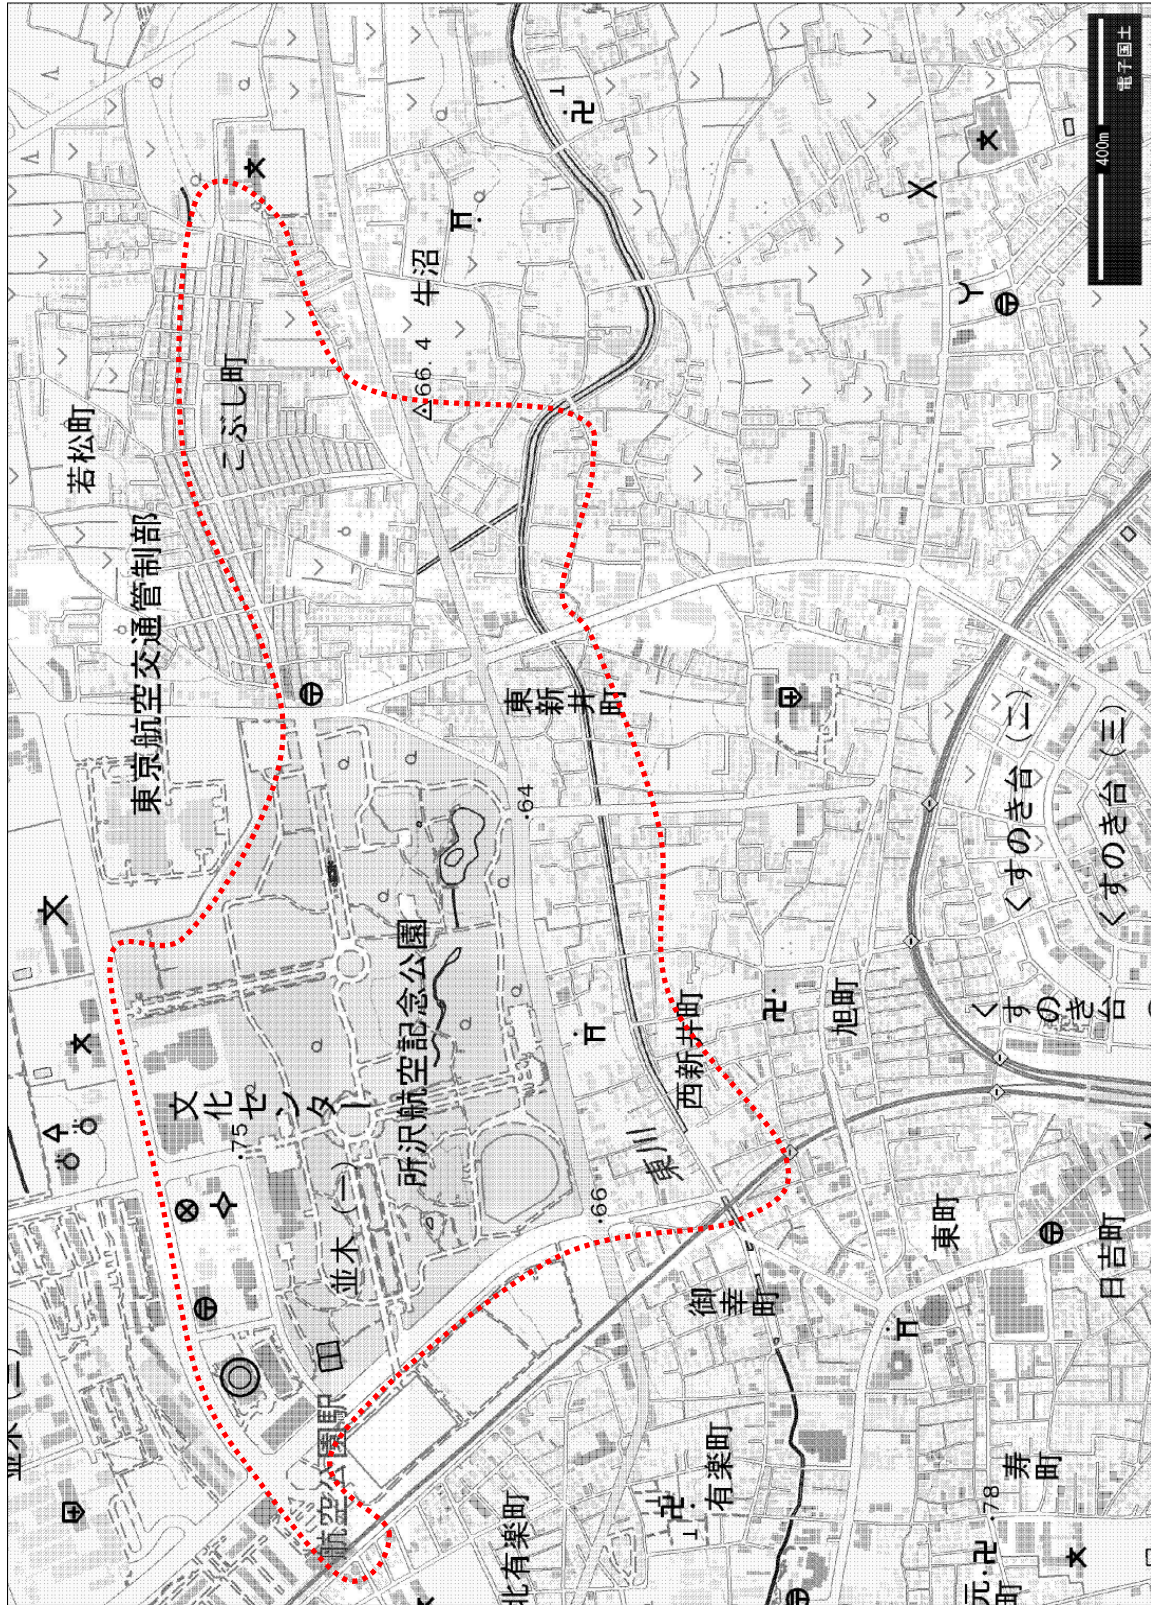 若松町
こぶし町
東京航空交通管制部
牛沼
66.4
東新井町
.64
所沢航空記念公園
文化センター
.75
並木(一)
航空公園駅
北有楽町
有楽町
御幸町
東川
.66
西新井町
旭町
東町
日吉町
寿町
.78
元町
くすのき台(二)
くすのき台(三)
くすのき台
400m
電子国土